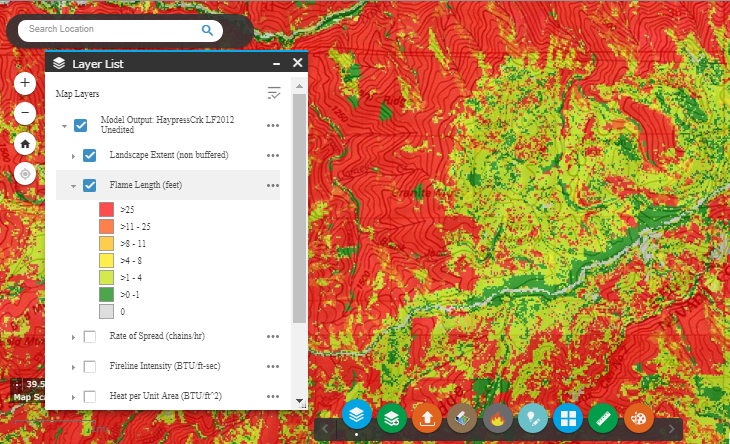 Search Location
Layer List
Map Layers
Model Output: HaypressCrk LF2012
Unedited
Landscape Extent (non buffered)
Flame Length (feet)
>25
>11 - 25
>8 - 11
>4 - 8
>1 - 4
>0 -1
0
Rate of Spread (chains/hr)
Fireline Intensity (BTU/ft-sec)
Heat per Unit Area (BTU/ft^2)
39.5
Map Sca